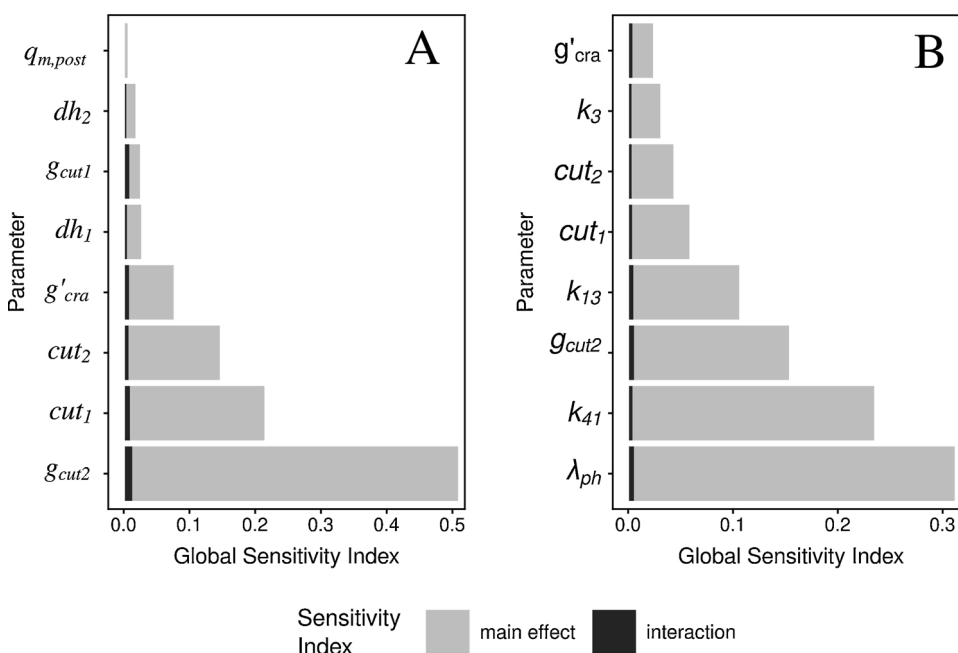 A
Parameter
q_m,post
dh_2
g_cut1
dh_1
g'_cra
cut_2
cut_1
g_cut2
0.0 0.1 0.2 0.3 0.4 0.5
Global Sensitivity Index
B
Parameter
g'_cra
k_3
cut_2
cut_1
k_13
g_cut2
k_41
λ_ph
0.0 0.1 0.2 0.3
Global Sensitivity Index
Sensitivity
Index
main effect
interaction